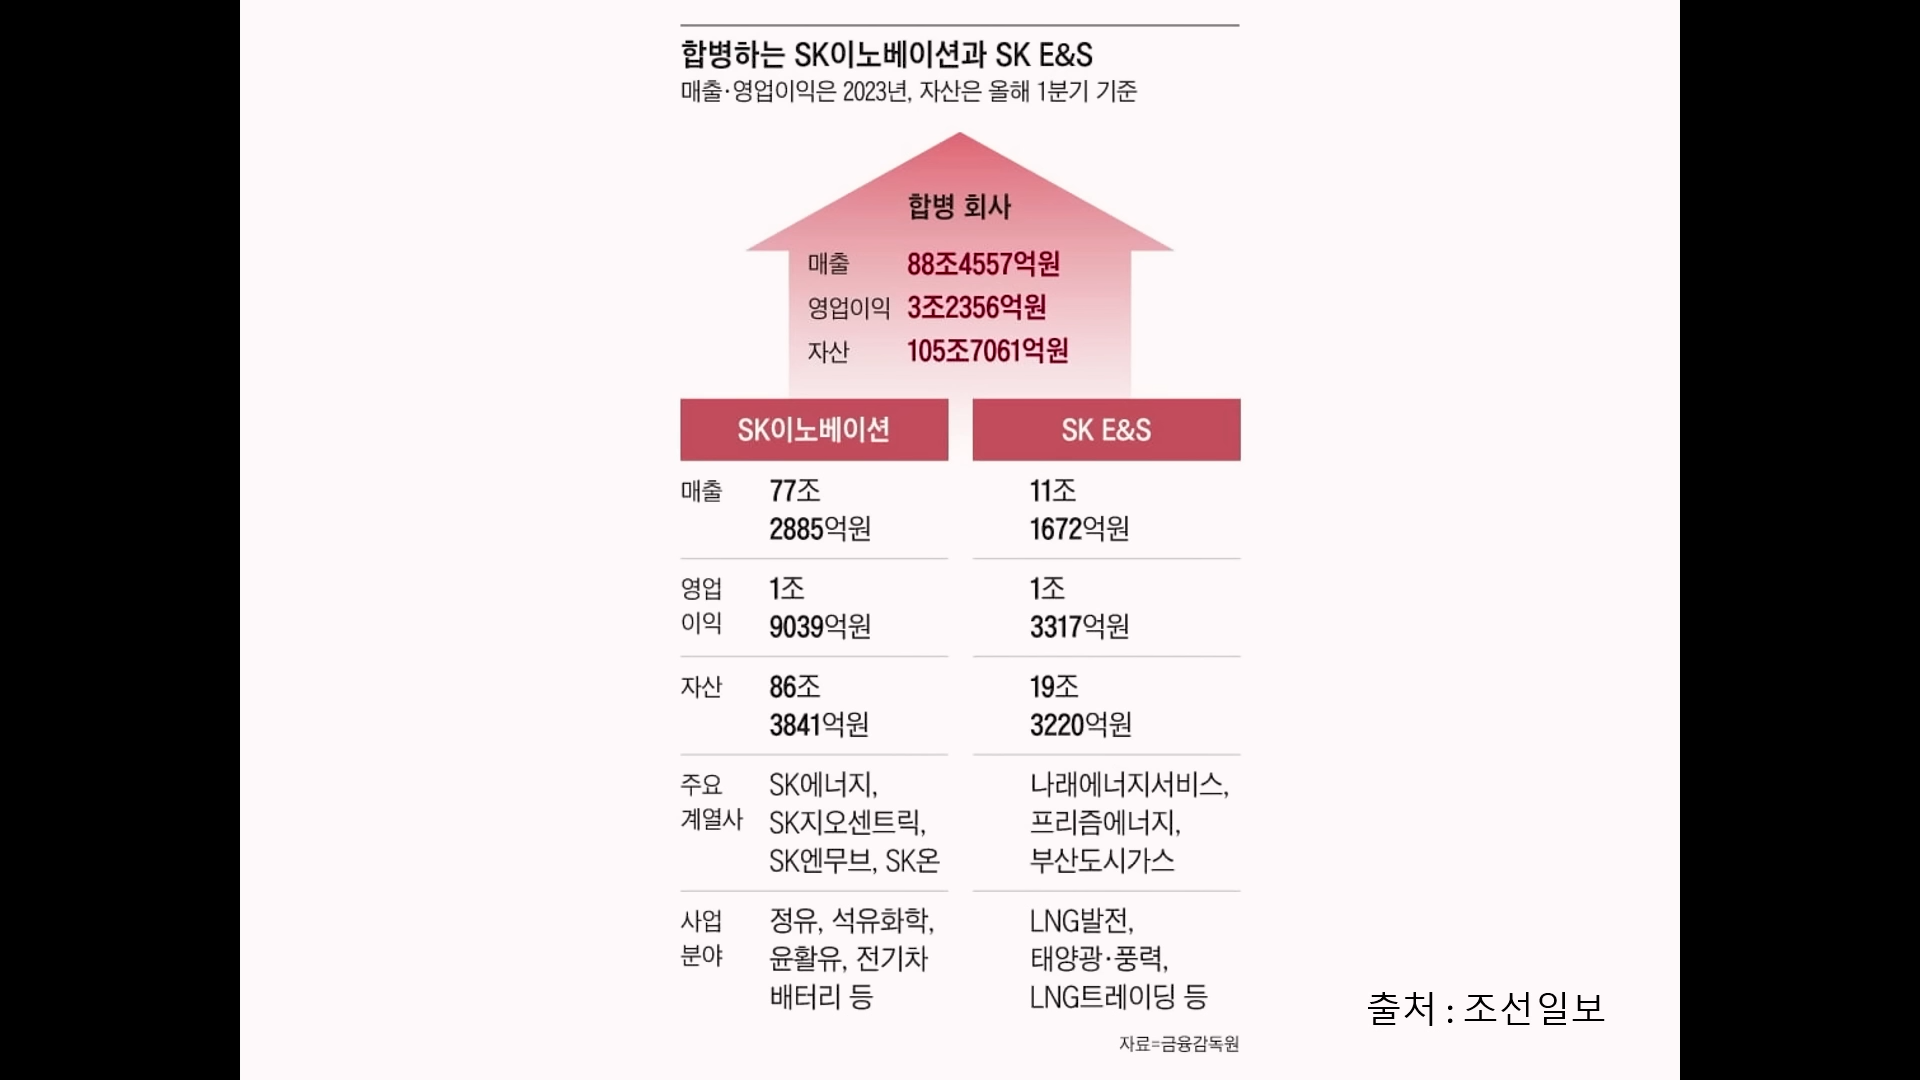 합병하는 SK이노베이션과 SK E&S
매출·영업이익은 2023년, 자산은 올해 1분기 기준
합병 회사
매출 88조4557억원
영업이익 3조2356억원
자산 105조7061억원
SK이노베이션 SK E&S
매출 77조 11조
2885억원 1672억원
영업 1조 1조
이익 9039억원 3317억원
자산 86조 19조
3841억원 3220억원
주요 SK에너지, 나래에너지서비스,
계열사 SK지오센트릭, 프리즘에너지,
SK엔무브, SK온 부산도시가스
사업 정유, 석유화학, LNG발전,
분야 윤활유, 전기차 태양광·풍력,
배터리 등 LNG트레이딩 등
출처 : 조선일보
자료=금융감독원